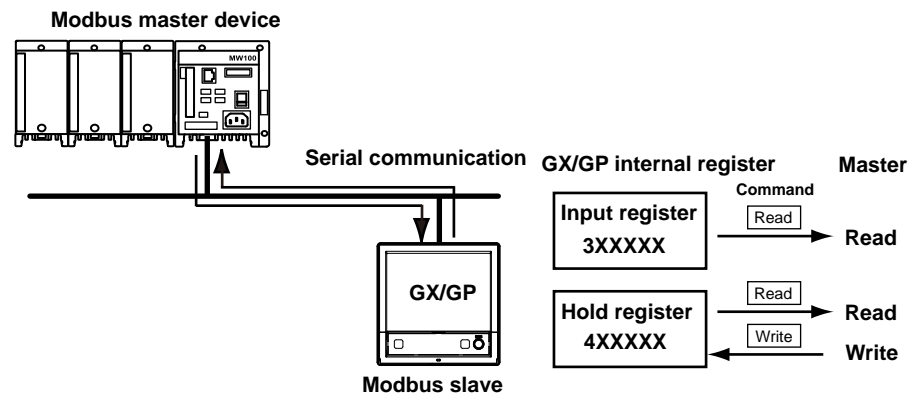 Modbus master device
MW100
Serial communication
GX/GP internal register
Master
Command
Input register
3XXXXX
Read
Read
GX/GP
Hold register
4XXXXX
Read
Read
Write
Write
Modbus slave